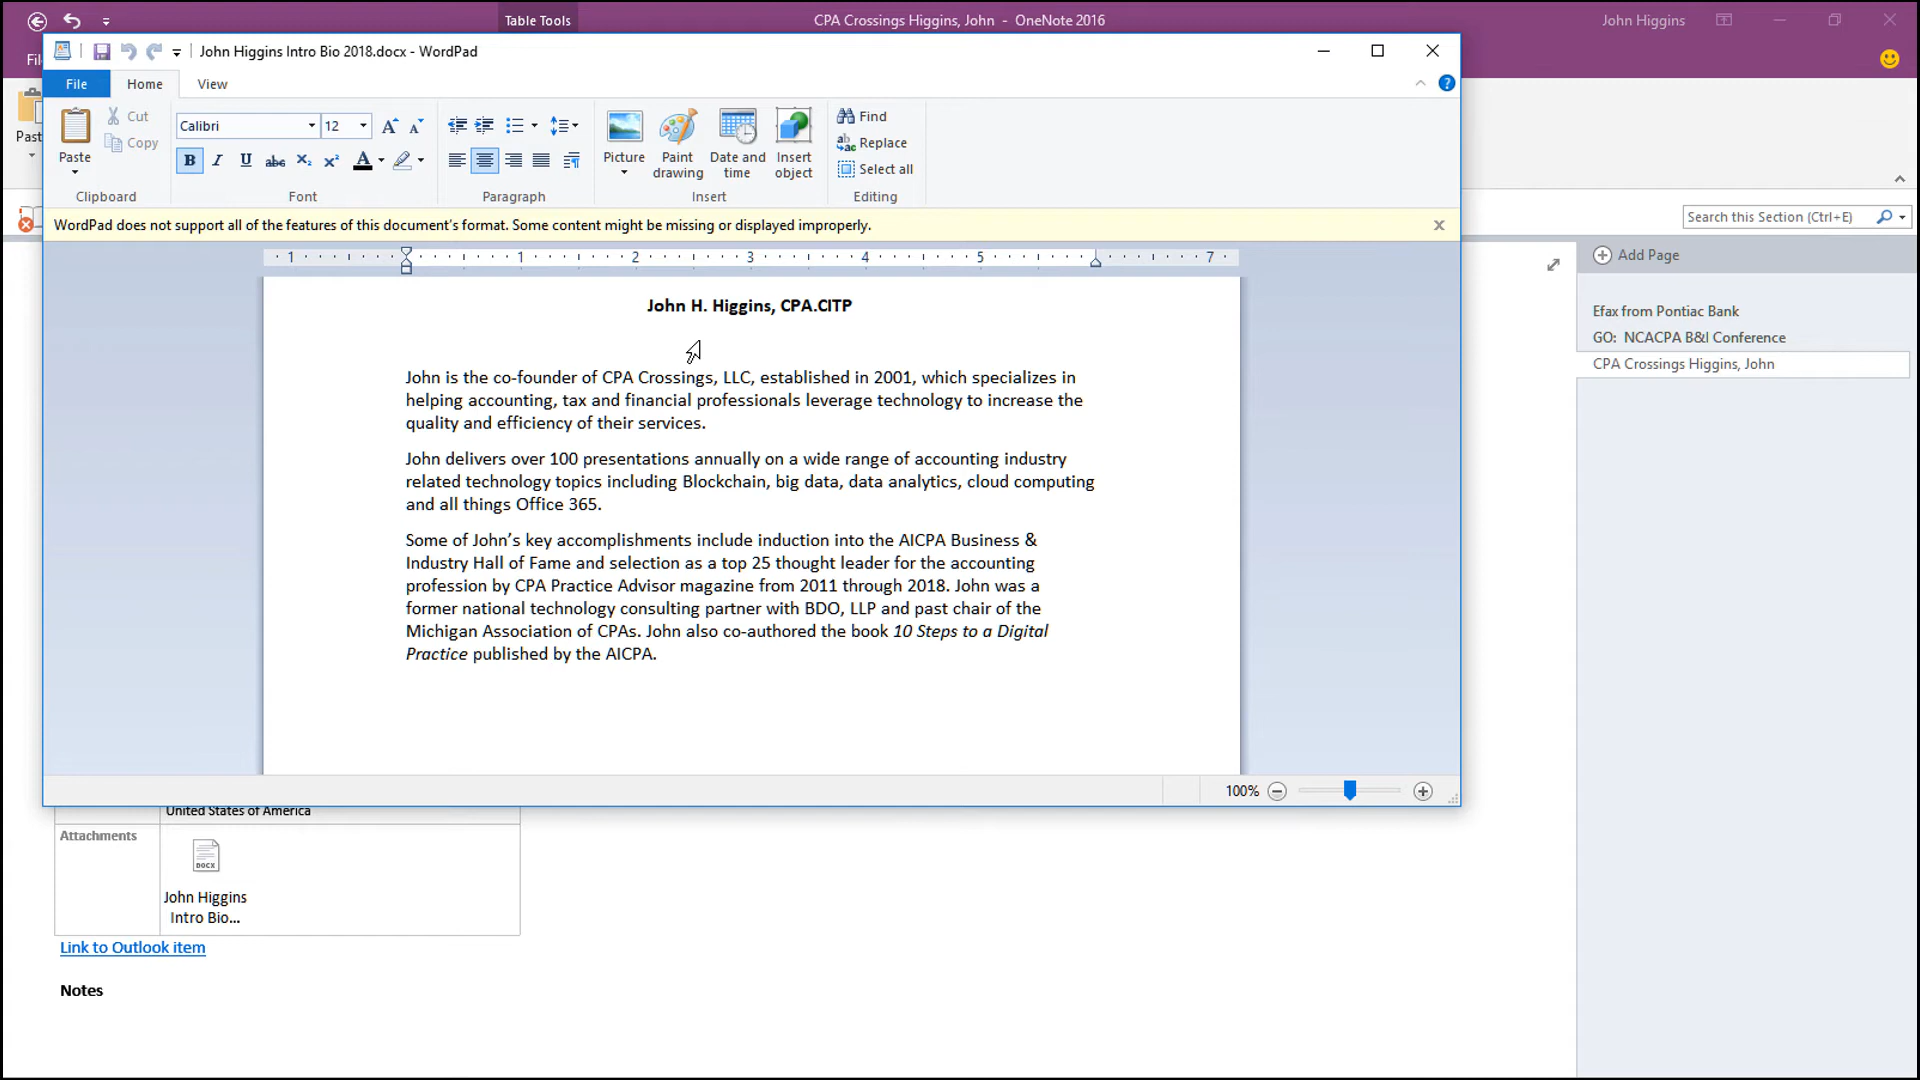 Table Tools
CPA Crossings Higgins, John - OneNote 2016
John Higgins
John Higgins Intro Bio 2018.docx - WordPad
File
Home
View
Paste
Cut
Copy
Clipboard
Calibri
12
Font
Paragraph
Picture
Paint drawing
Date and time
Insert object
Insert
Find
Replace
Select all
Editing
WordPad does not support all of the features of this document's format. Some content might be missing or displayed improperly.
1 1 2 3 4 5 7
John H. Higgins, CPA.CITP
John is the co-founder of CPA Crossings, LLC, established in 2001, which specializes in
helping accounting, tax and financial professionals leverage technology to increase the
quality and efficiency of their services.
John delivers over 100 presentations annually on a wide range of accounting industry
related technology topics including Blockchain, big data, data analytics, cloud computing
and all things Office 365.
Some of John’s key accomplishments include induction into the AICPA Business &
Industry Hall of Fame and selection as a top 25 thought leader for the accounting
profession by CPA Practice Advisor magazine from 2011 through 2018. John was a
former national technology consulting partner with BDO, LLP and past chair of the
Michigan Association of CPAs. John also co-authored the book 10 Steps to a Digital
Practice published by the AICPA.
100%
Search this Section (Ctrl+E)
Add Page
Efax from Pontiac Bank
GO: NCACPA B&I Conference
CPA Crossings Higgins, John
United States of America
Attachments
DOCX
John Higgins
Intro Bio...
Link to Outlook item
Notes